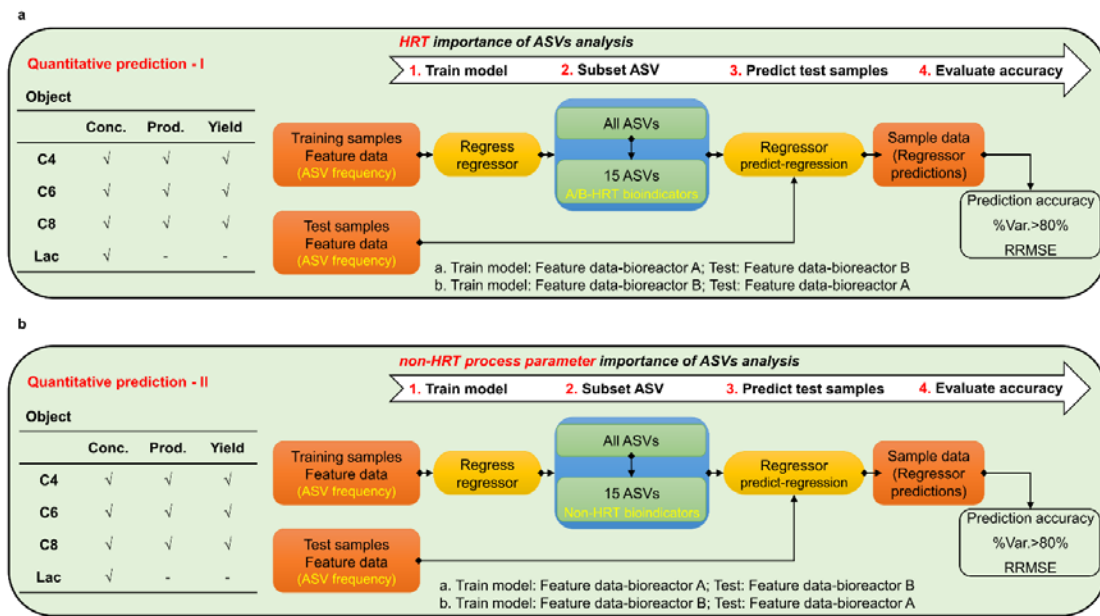 a
HRT importance of ASVs analysis
Quantitative prediction - I
1. Train model 2. Subset ASV 3. Predict test samples 4. Evaluate accuracy
Object
Conc. Prod. Yield
C4 √ √ √
C6 √ √ √
C8 √ √ √
Lac √ - -
Training samples
Feature data
(ASV frequency)
Regress
regressor
All ASVs
15 ASVs
A/B-HRT bioindicators
Regressor
predict-regression
Sample data
(Regressor
predictions)
Prediction accuracy
%Var.>80%
RRMSE
Test samples
Feature data
(ASV frequency)
a. Train model: Feature data-bioreactor A; Test: Feature data-bioreactor B
b. Train model: Feature data-bioreactor B; Test: Feature data-bioreactor A
b
non-HRT process parameter importance of ASVs analysis
Quantitative prediction - II
1. Train model 2. Subset ASV 3. Predict test samples 4. Evaluate accuracy
Object
Conc. Prod. Yield
C4 √ √ √
C6 √ √ √
C8 √ √ √
Lac √ - -
Training samples
Feature data
(ASV frequency)
Regress
regressor
All ASVs
15 ASVs
Non-HRT bioindicators
Regressor
predict-regression
Sample data
(Regressor
predictions)
Prediction accuracy
%Var.>80%
RRMSE
Test samples
Feature data
(ASV frequency)
a. Train model: Feature data-bioreactor A; Test: Feature data-bioreactor B
b. Train model: Feature data-bioreactor B; Test: Feature data-bioreactor A